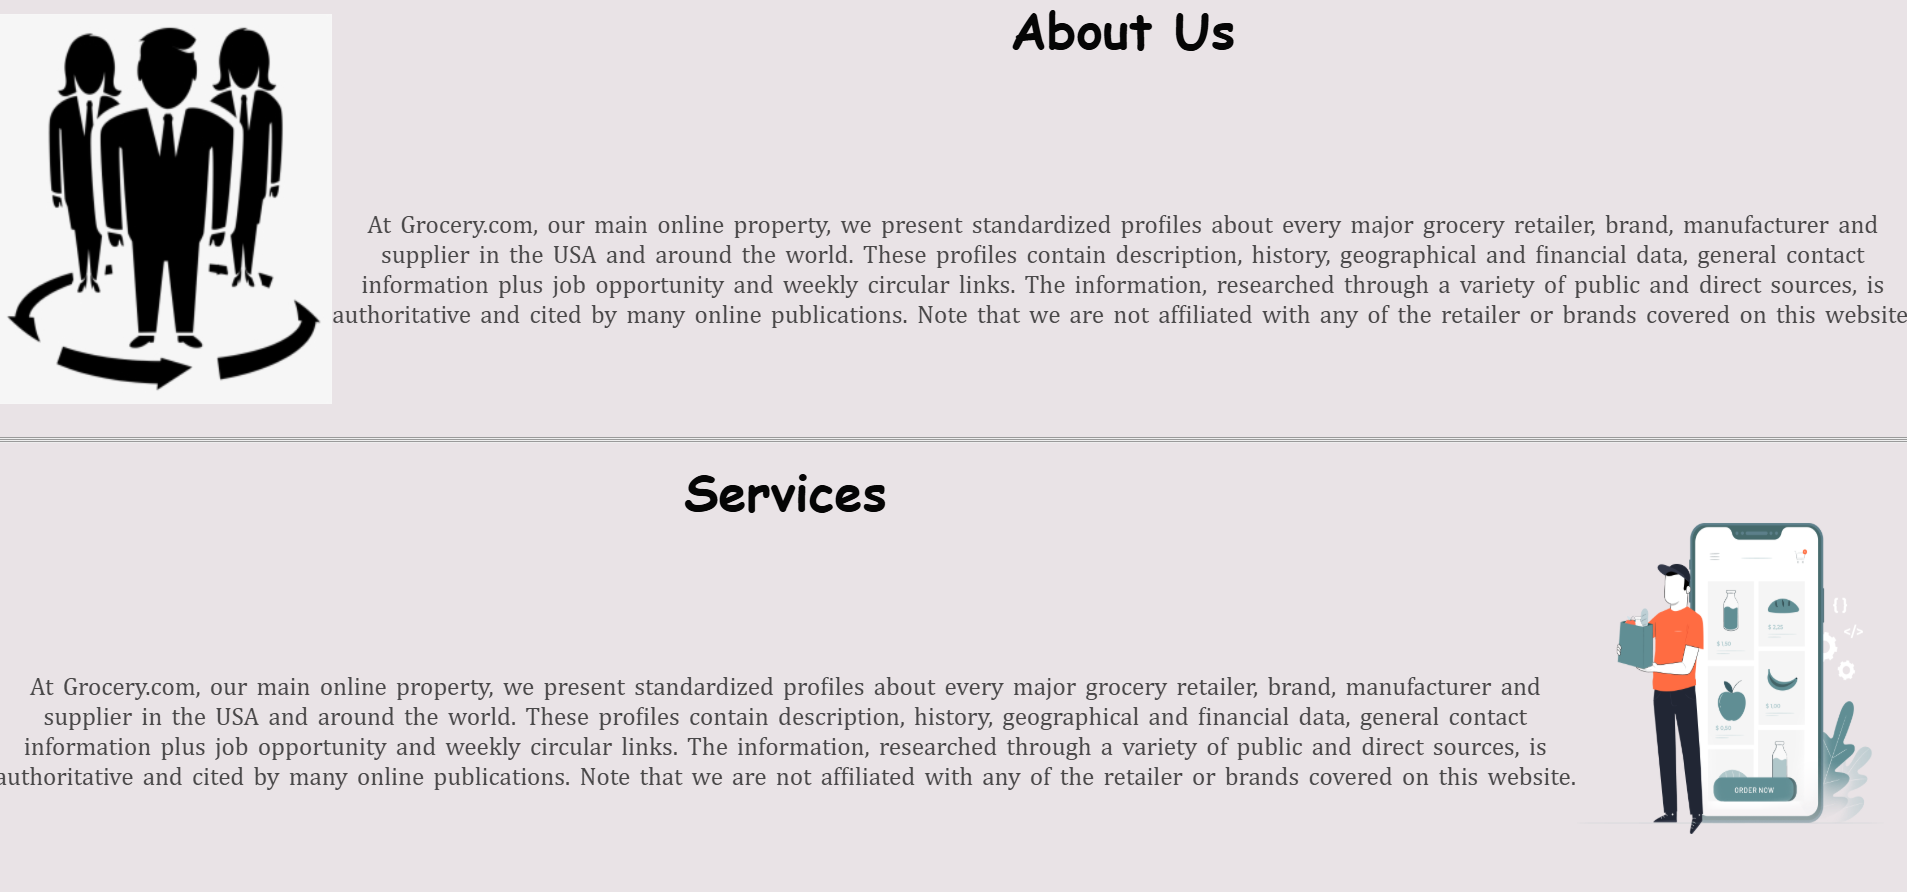 About Us
At Grocery.com, our main online property, we present standardized profiles about every major grocery retailer, brand, manufacturer and
supplier in the USA and around the world. These profiles contain description, history, geographical and financial data, general contact
information plus job opportunity and weekly circular links. The information, researched through a variety of public and direct sources, is
authoritative and cited by many online publications. Note that we are not affiliated with any of the retailer or brands covered on this website
Services
At Grocery.com, our main online property, we present standardized profiles about every major grocery retailer, brand, manufacturer and
supplier in the USA and around the world. These profiles contain description, history, geographical and financial data, general contact
information plus job opportunity and weekly circular links. The information, researched through a variety of public and direct sources, is
authoritative and cited by many online publications. Note that we are not affiliated with any of the retailer or brands covered on this website.
{ }
</>
$ 2.25
$ 1.00
ORDER NOW